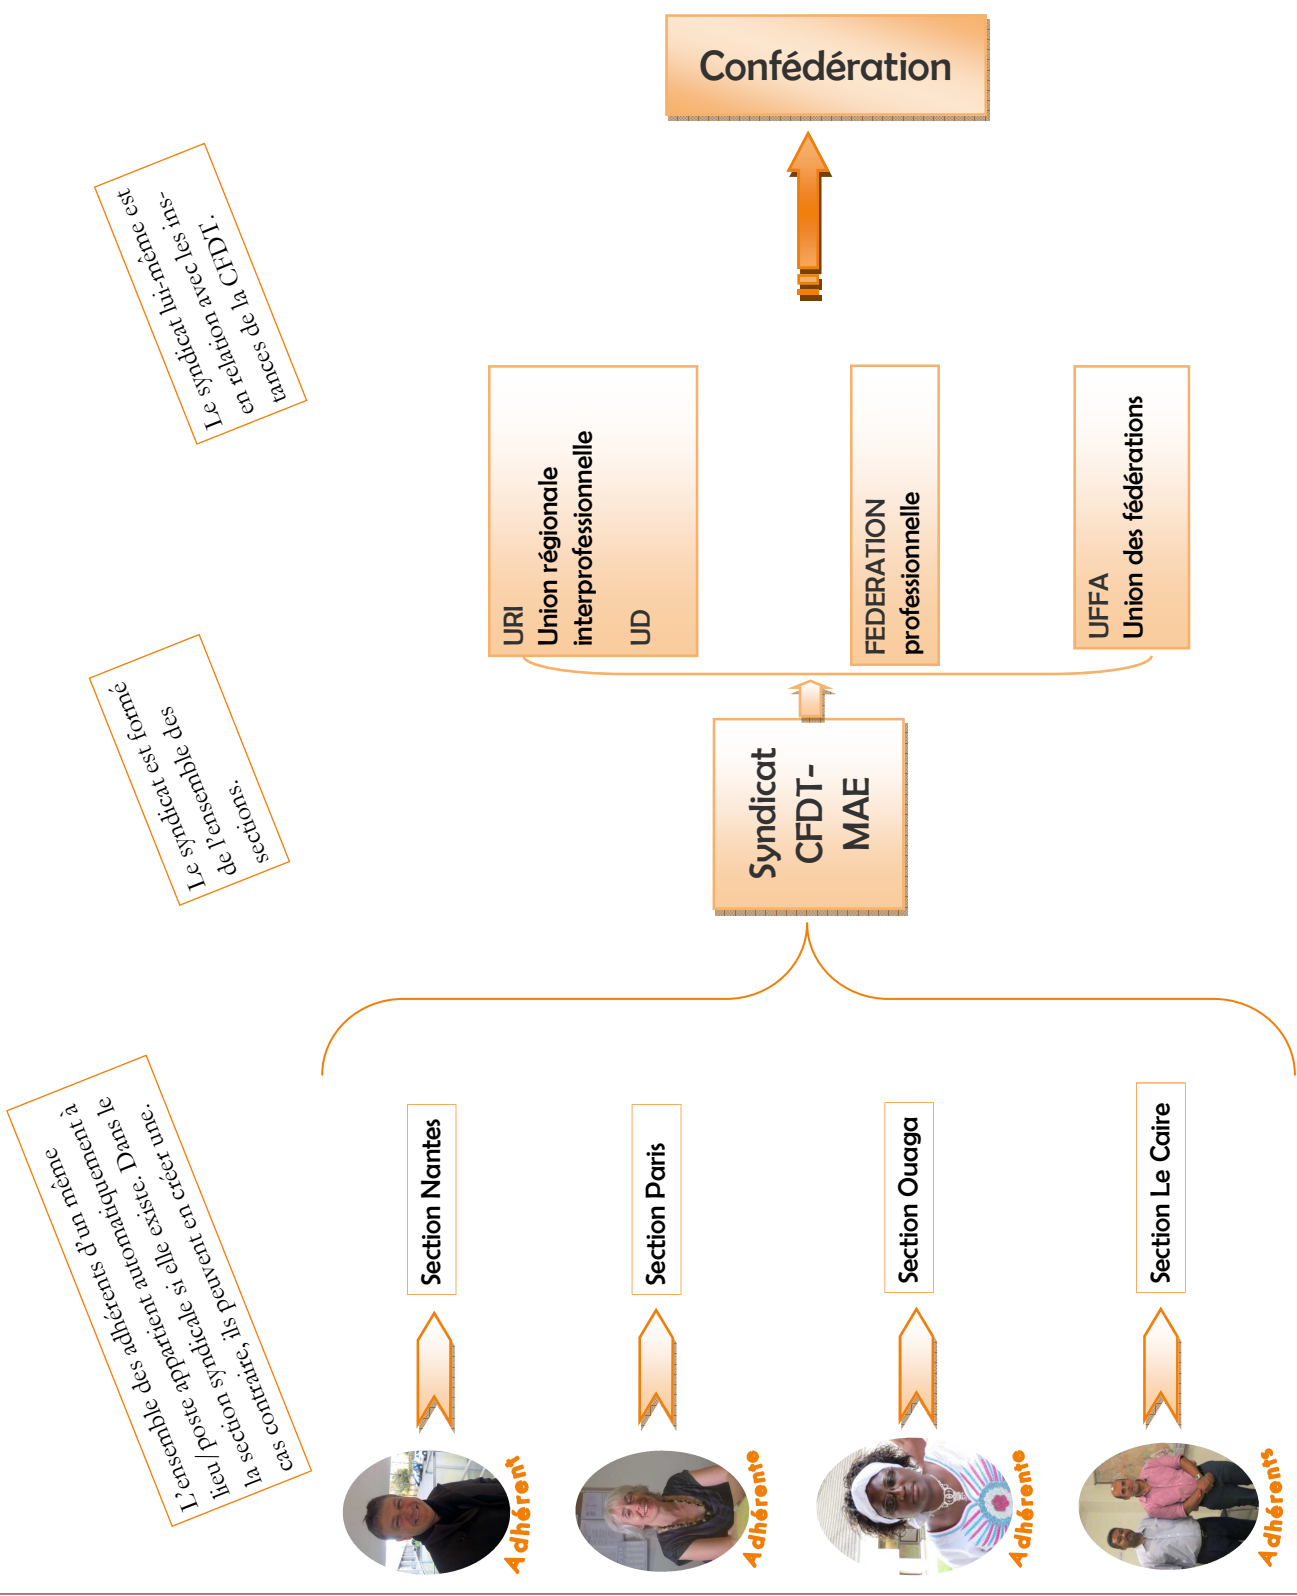 Confédération
Le syndicat lui-même est
en relation avec les ins-
tances de la CFDT.
URI
Union régionale
interprofessionnelle
UD
FEDERATION
professionnelle
UFFA
Union des fédérations
Le syndicat est formé
de l'ensemble des
sections.
Syndicat
CFDT-
MAE
L'ensemble des adhérents d'un même
lieu/poste appartient automatiquement à
la section syndicale si elle existe. Dans le
cas contraire, ils peuvent en créer une.
Section Nantes
Section Paris
Section Ouaga
Section Le Caire
Adhérent
Adhérente
Adhérente
Adhérents